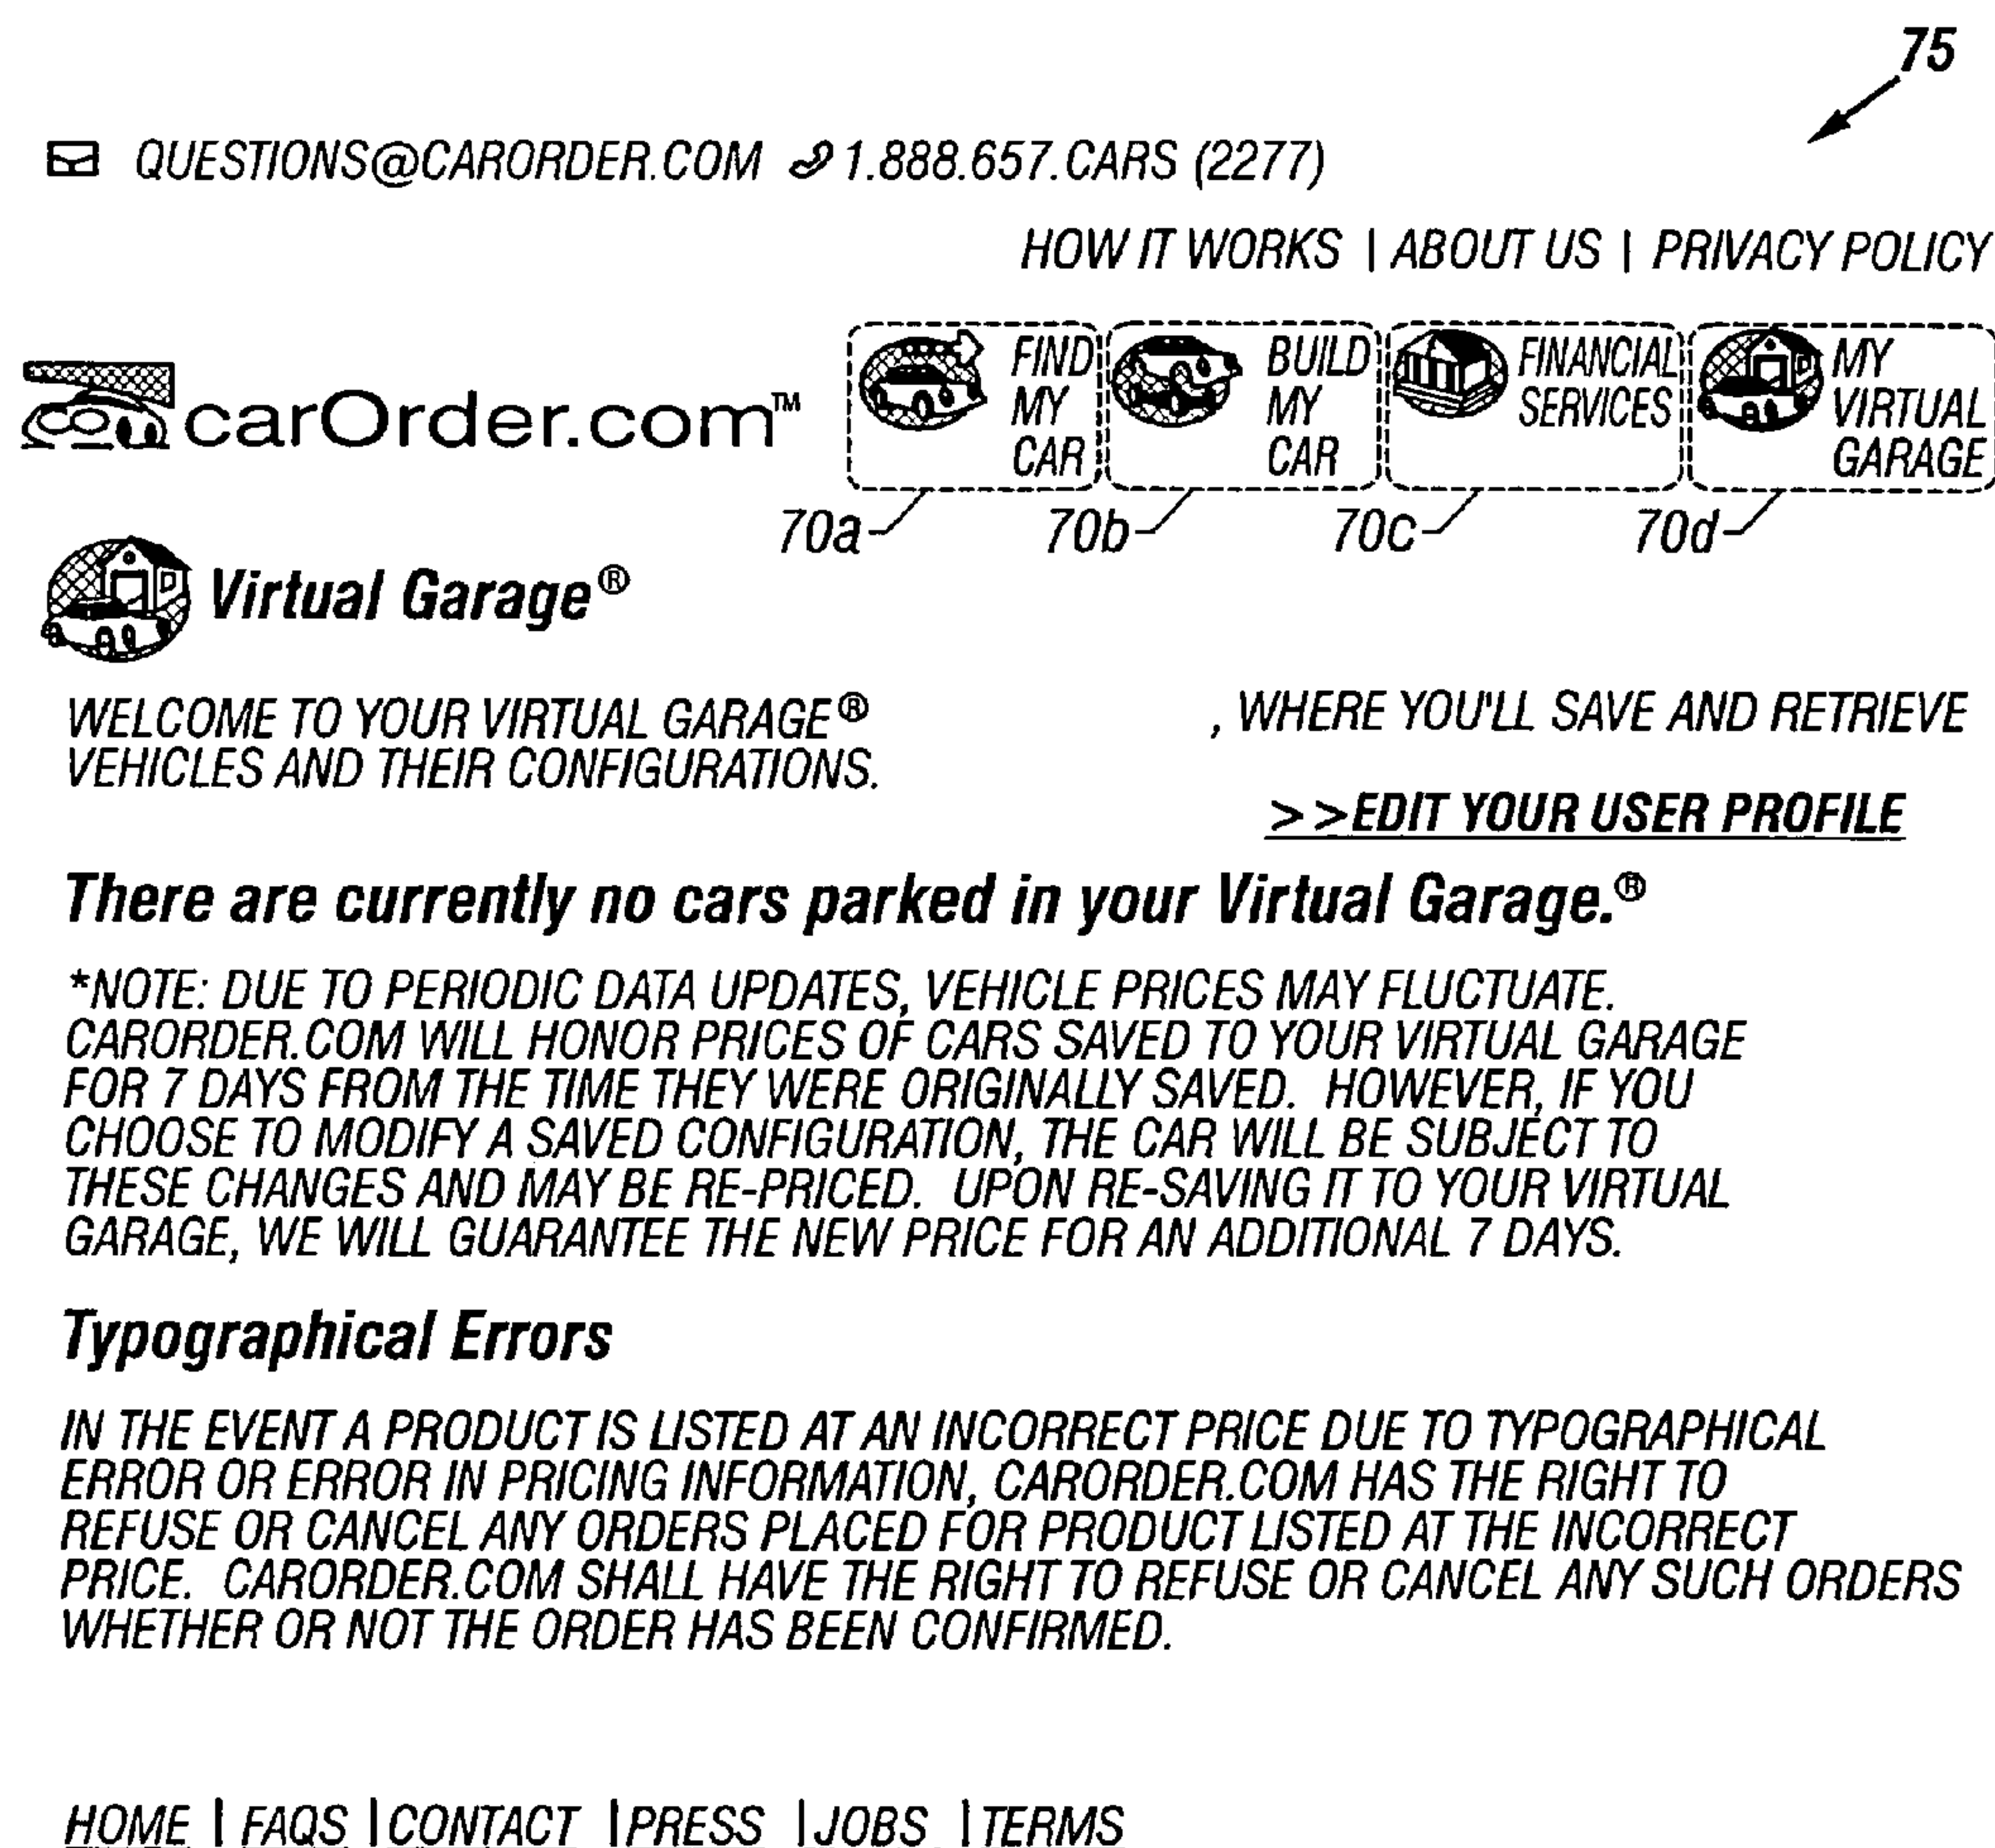 75
QUESTIONS@CARORDER.COM 1.888.657.CARS (2277)
HOW IT WORKS | ABOUT US | PRIVACY POLICY
carOrder.com™
FIND MY CAR
BUILD MY CAR
FINANCIAL SERVICES
MY VIRTUAL GARAGE
70a 70b 70c 70d
Virtual Garage®
WELCOME TO YOUR VIRTUAL GARAGE® , WHERE YOU'LL SAVE AND RETRIEVE
VEHICLES AND THEIR CONFIGURATIONS.
>>EDIT YOUR USER PROFILE
There are currently no cars parked in your Virtual Garage.®
*NOTE: DUE TO PERIODIC DATA UPDATES, VEHICLE PRICES MAY FLUCTUATE.
CARORDER.COM WILL HONOR PRICES OF CARS SAVED TO YOUR VIRTUAL GARAGE
FOR 7 DAYS FROM THE TIME THEY WERE ORIGINALLY SAVED. HOWEVER, IF YOU
CHOOSE TO MODIFY A SAVED CONFIGURATION, THE CAR WILL BE SUBJECT TO
THESE CHANGES AND MAY BE RE-PRICED. UPON RE-SAVING IT TO YOUR VIRTUAL
GARAGE, WE WILL GUARANTEE THE NEW PRICE FOR AN ADDITIONAL 7 DAYS.
Typographical Errors
IN THE EVENT A PRODUCT IS LISTED AT AN INCORRECT PRICE DUE TO TYPOGRAPHICAL
ERROR OR ERROR IN PRICING INFORMATION, CARORDER.COM HAS THE RIGHT TO
REFUSE OR CANCEL ANY ORDERS PLACED FOR PRODUCT LISTED AT THE INCORRECT
PRICE. CARORDER.COM SHALL HAVE THE RIGHT TO REFUSE OR CANCEL ANY SUCH ORDERS
WHETHER OR NOT THE ORDER HAS BEEN CONFIRMED.
HOME | FAQS | CONTACT | PRESS | JOBS | TERMS